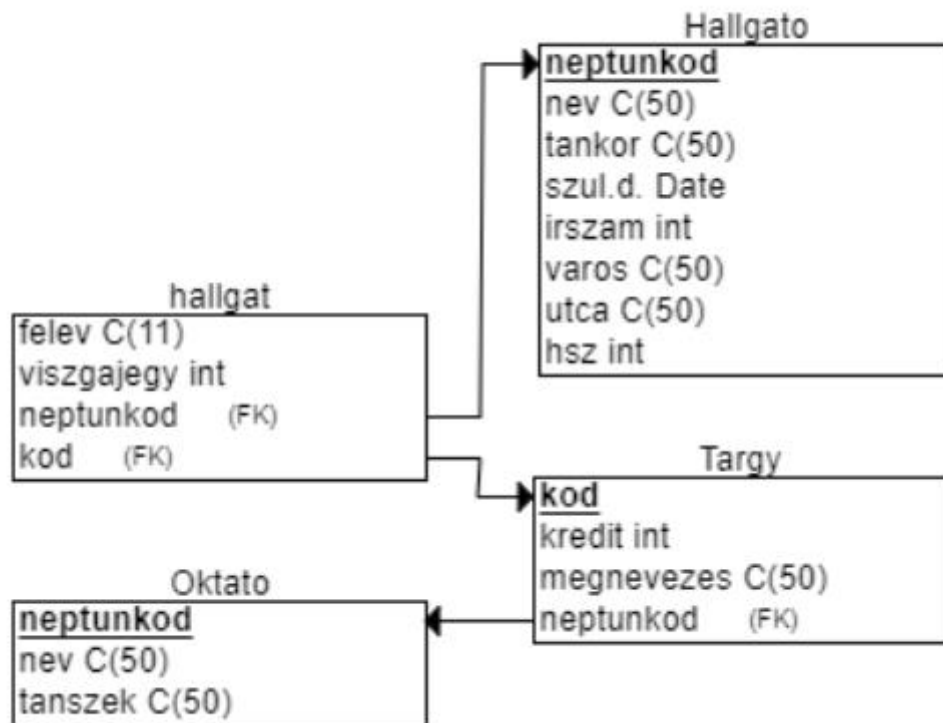 Hallgato
neptunkod
nev C(50)
tankor C(50)
szul.d. Date
irszam int
varos C(50)
utca C(50)
hsz int
hallgat
felev C(11)
viszgajegy int
neptunkod (FK)
kod (FK)
Targy
kod
kredit int
megnevezes C(50)
neptunkod (FK)
Oktato
neptunkod
nev C(50)
tanszek C(50)